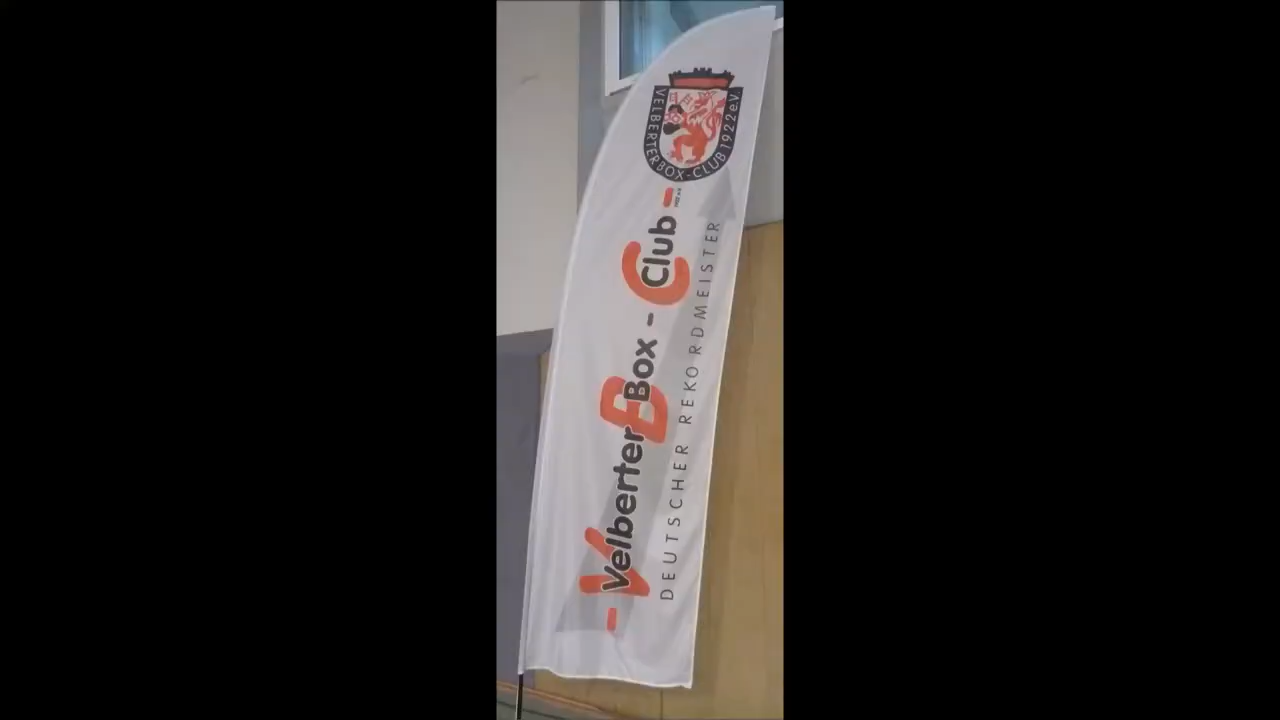 VELBERTER BOX-CLUB 1922 e.V.
- Velberter Box - Club -
DEUTSCHER REKORDMEISTER